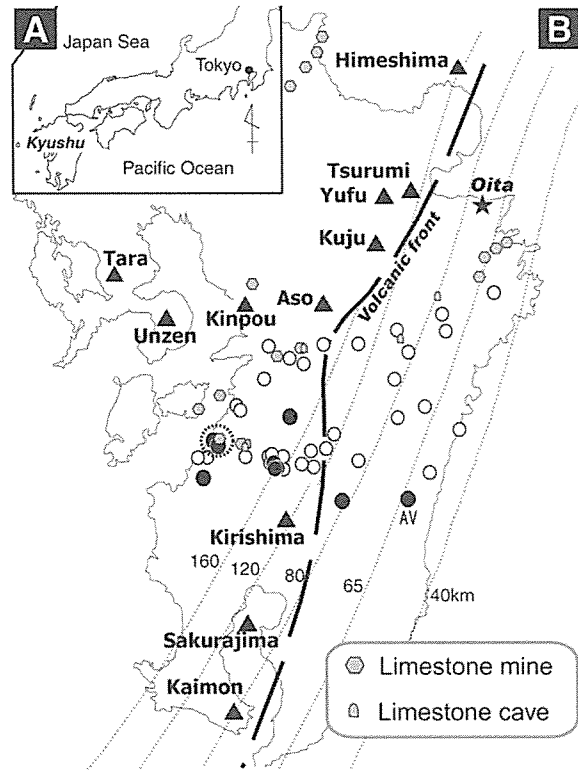 A
Japan Sea
Tokyo
Kyushu
Pacific Ocean
B
Himeshima
Tsurumi
Yufu
Oita
Kuju
Volcanic front
Tara
Aso
Unzen
Kinpou
AV
Kirishima
160
120
80
65
40km
Sakurajima
Kaimon
Limestone mine
Limestone cave